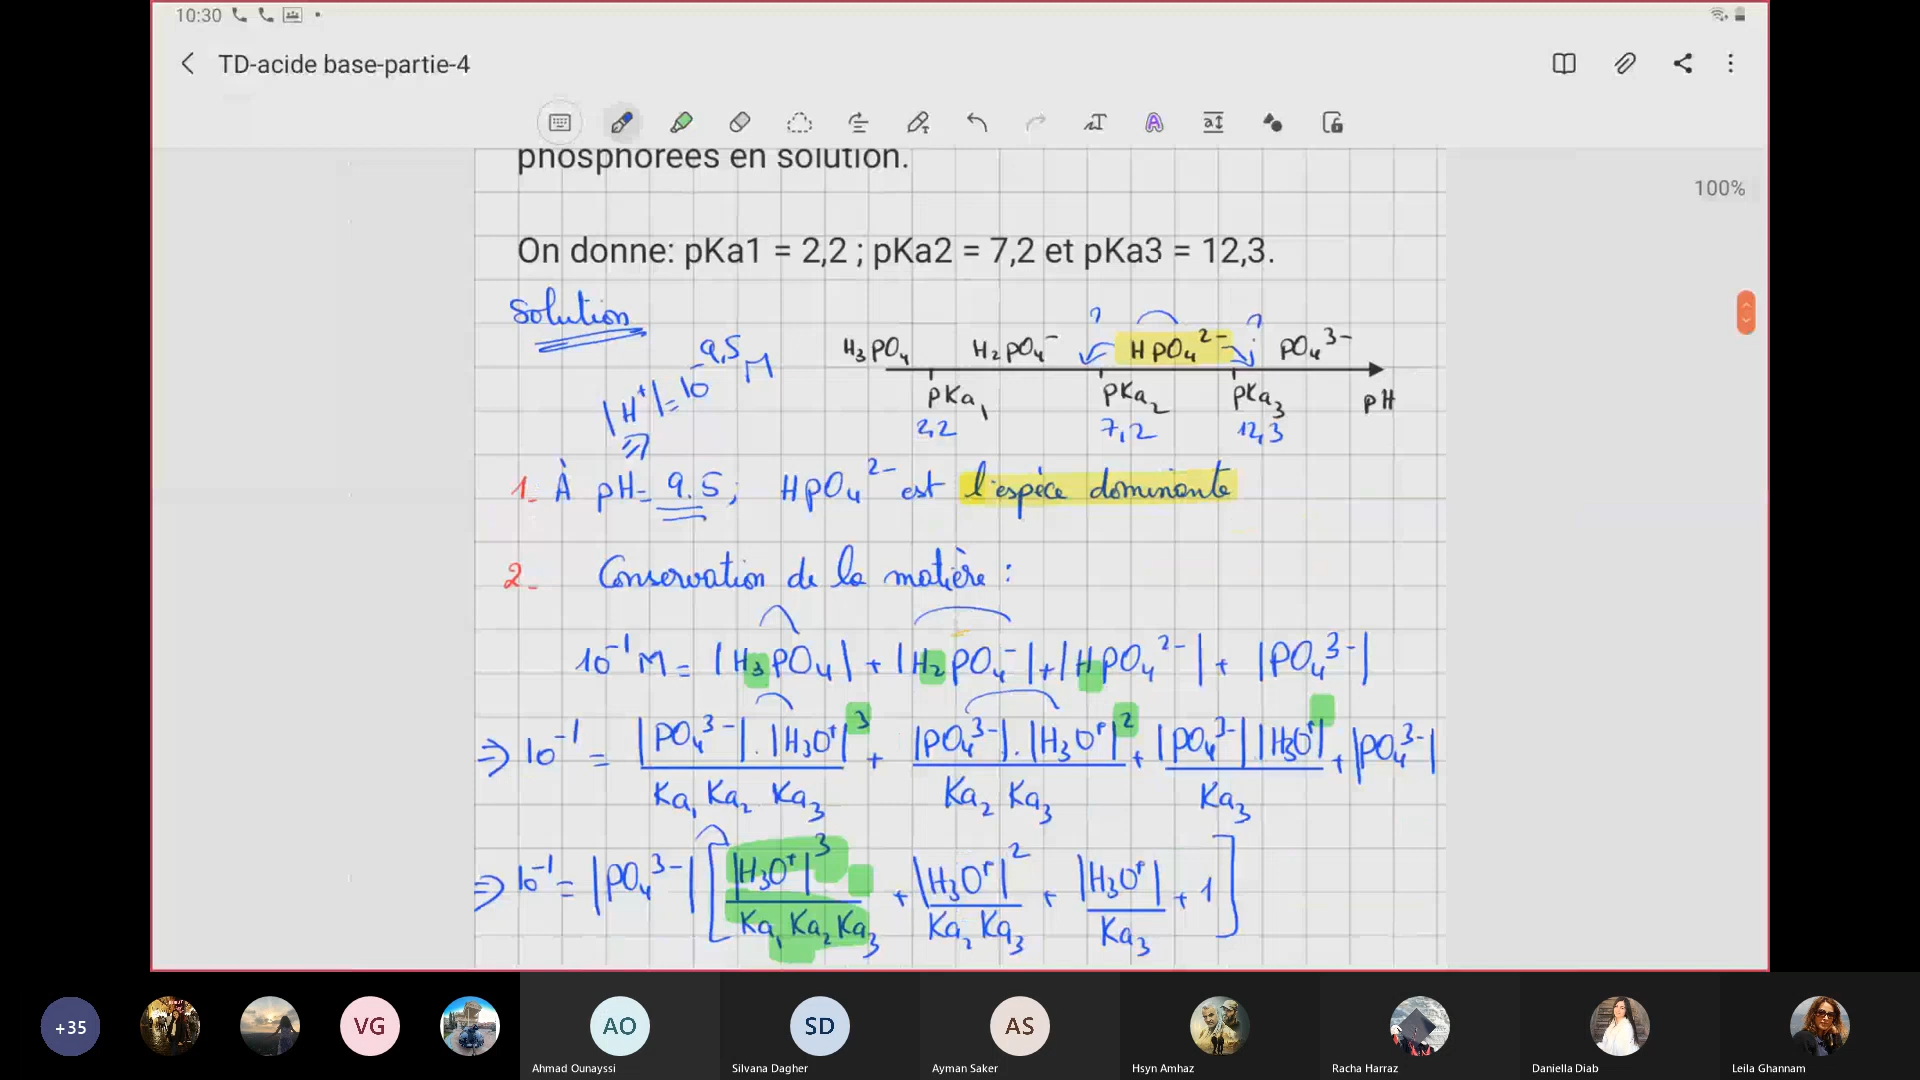 10:30
TD-acide base-partie-4
100%
phosphorées en solution.
On donne: pKa1 = 2,2 ; pKa2 = 7,2 et pKa3 = 12,3.
Solution
|H⁺| = 10⁻⁹,⁵ M
? ?
H₃PO₄ H₂PO₄⁻ HPO₄²⁻ PO₄³⁻
pKa₁ pKa₂ pKa₃ pH
2,2 7,2 12,3
1- À pH = 9.5 ; HPO₄²⁻ est l'espèce dominante
2- Conservation de la matière :
10⁻¹ M = |H₃PO₄| + |H₂PO₄⁻| + |HPO₄²⁻| + |PO₄³⁻|
⇒ 10⁻¹ = |PO₄³⁻|.|H₃O⁺|³ / Ka₁ Ka₂ Ka₃ + |PO₄³⁻|.|H₃O⁺|² / Ka₂ Ka₃ + |PO₄³⁻| |H₃O⁺| / Ka₃ + |PO₄³⁻|
⇒ 10⁻¹ = |PO₄³⁻| [ |H₃O⁺|³ / Ka₁ Ka₂ Ka₃ + |H₃O⁺|² / Ka₂ Ka₃ + |H₃O⁺| / Ka₃ + 1 ]
+35 VG AO SD AS
Ahmad Ounayssi Silvana Dagher Ayman Saker Hsyn Amhaz Racha Harraz Daniella Diab Leila Ghannam